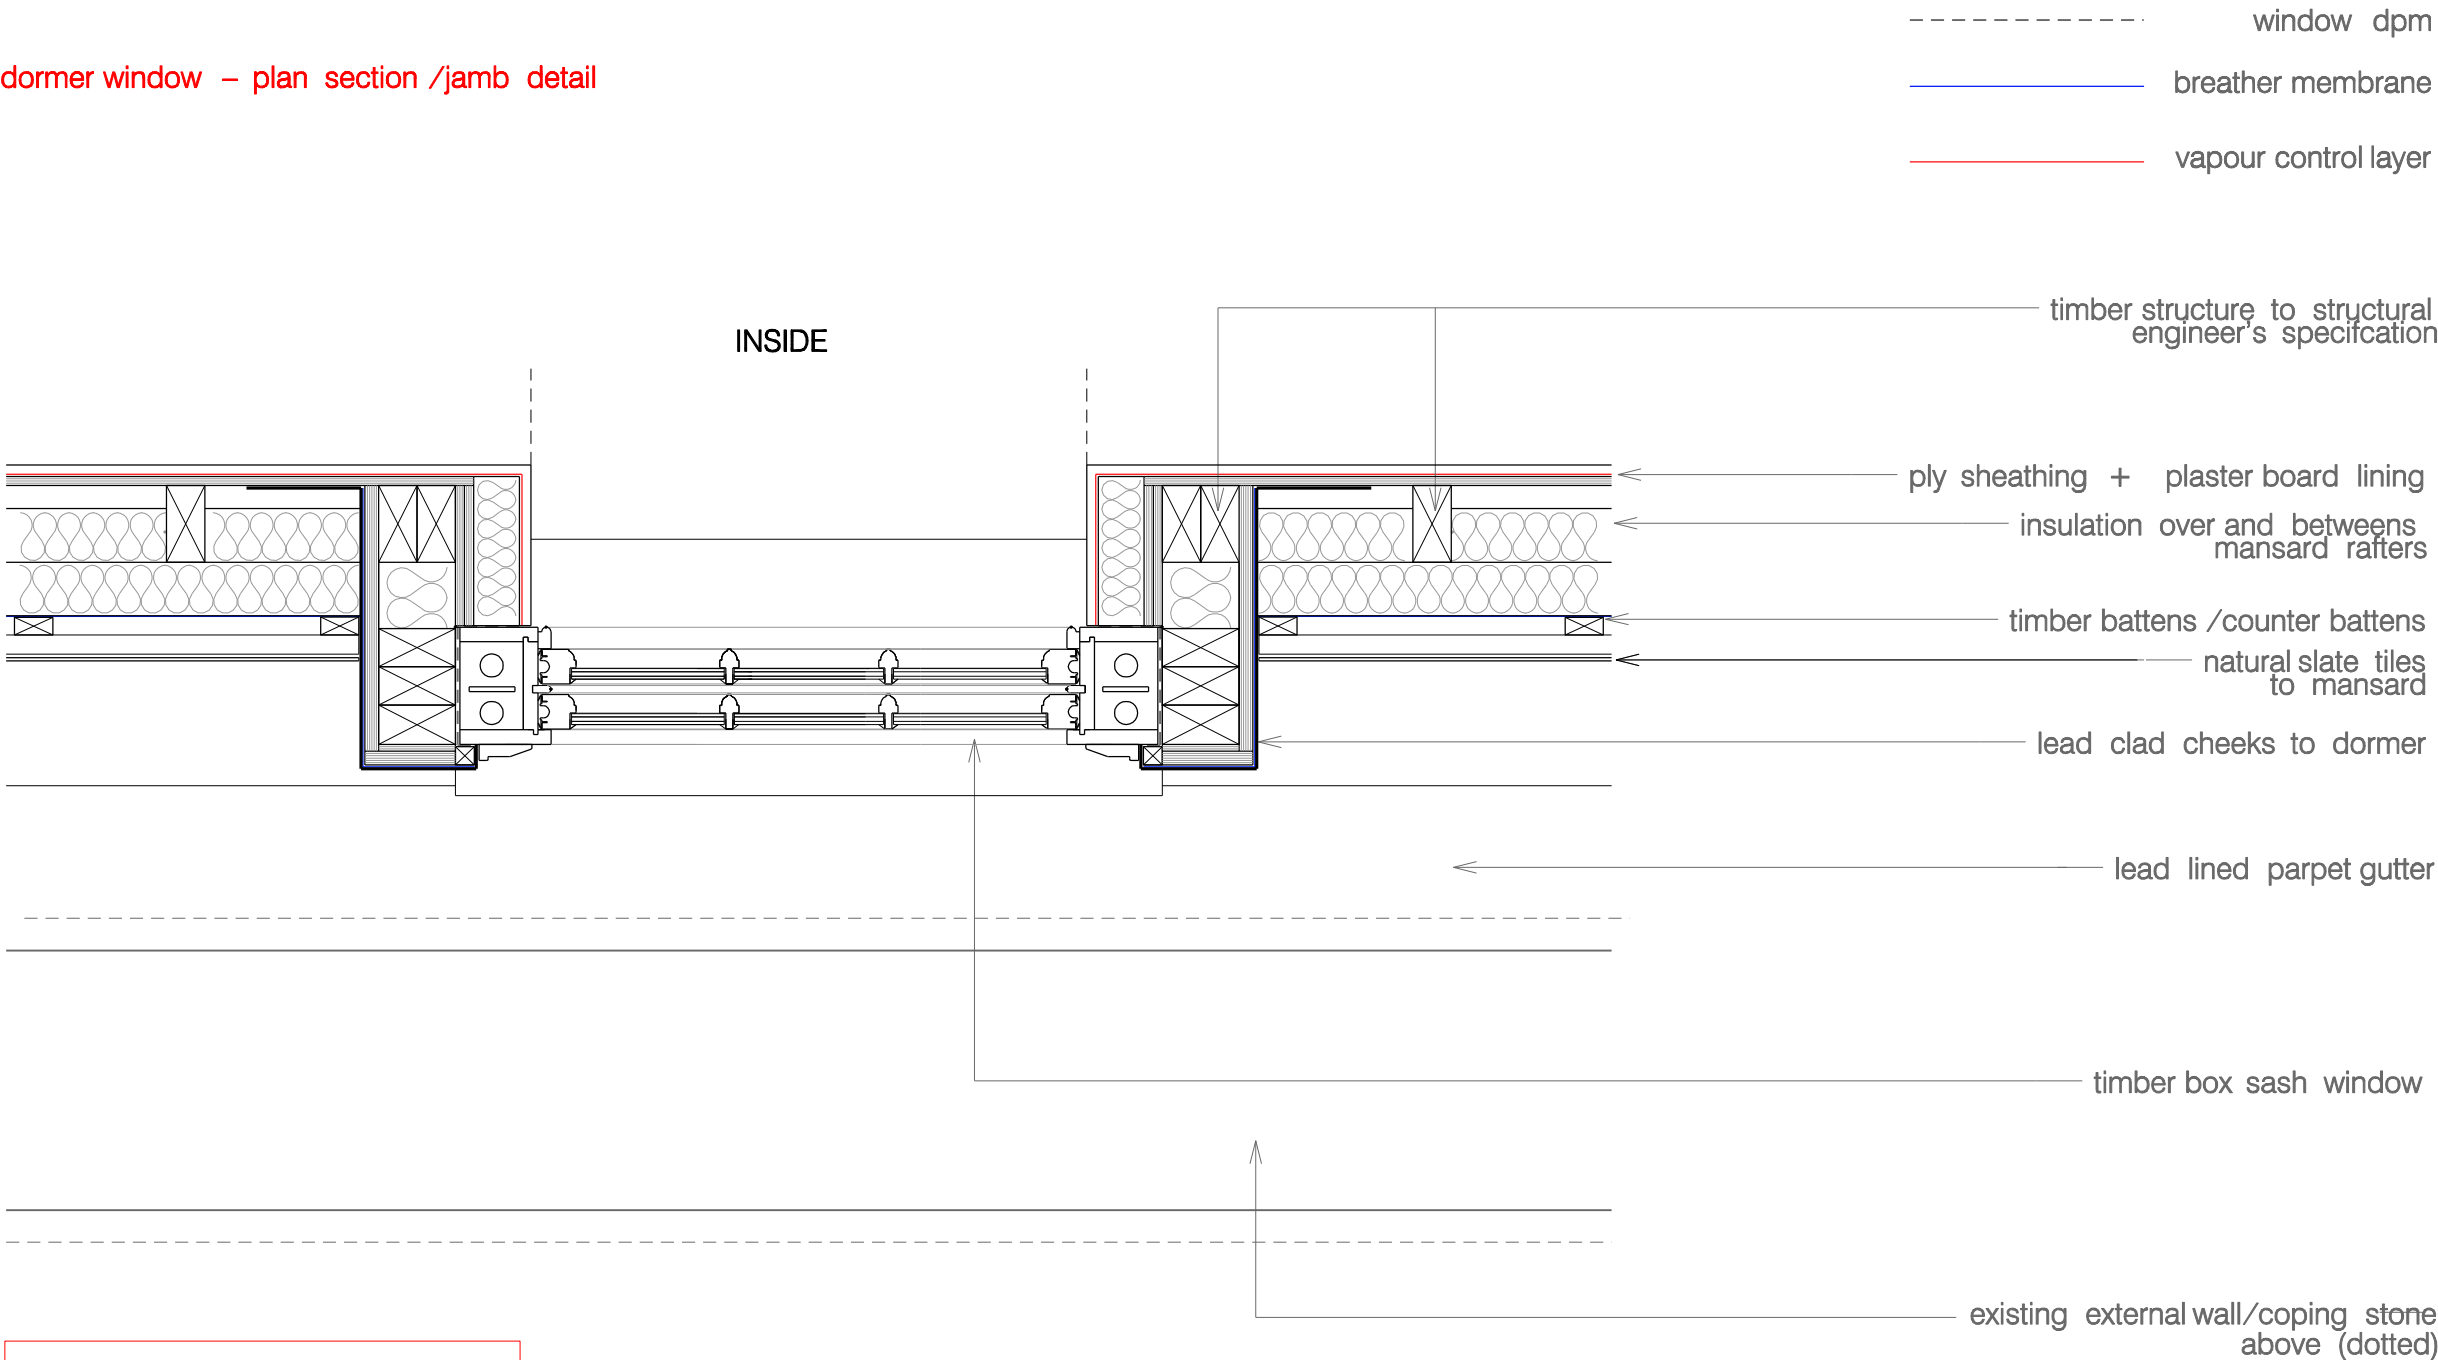 window dpm
dormer window – plan section /jamb detail
breather membrane
vapour control layer
timber structure to structural
engineer's specifcation
INSIDE
ply sheathing + plaster board lining
insulation over and betweens
mansard rafters
timber battens /counter battens
natural slate tiles
to mansard
lead clad cheeks to dormer
lead lined parpet gutter
timber box sash window
existing external wall/coping stone
above (dotted)